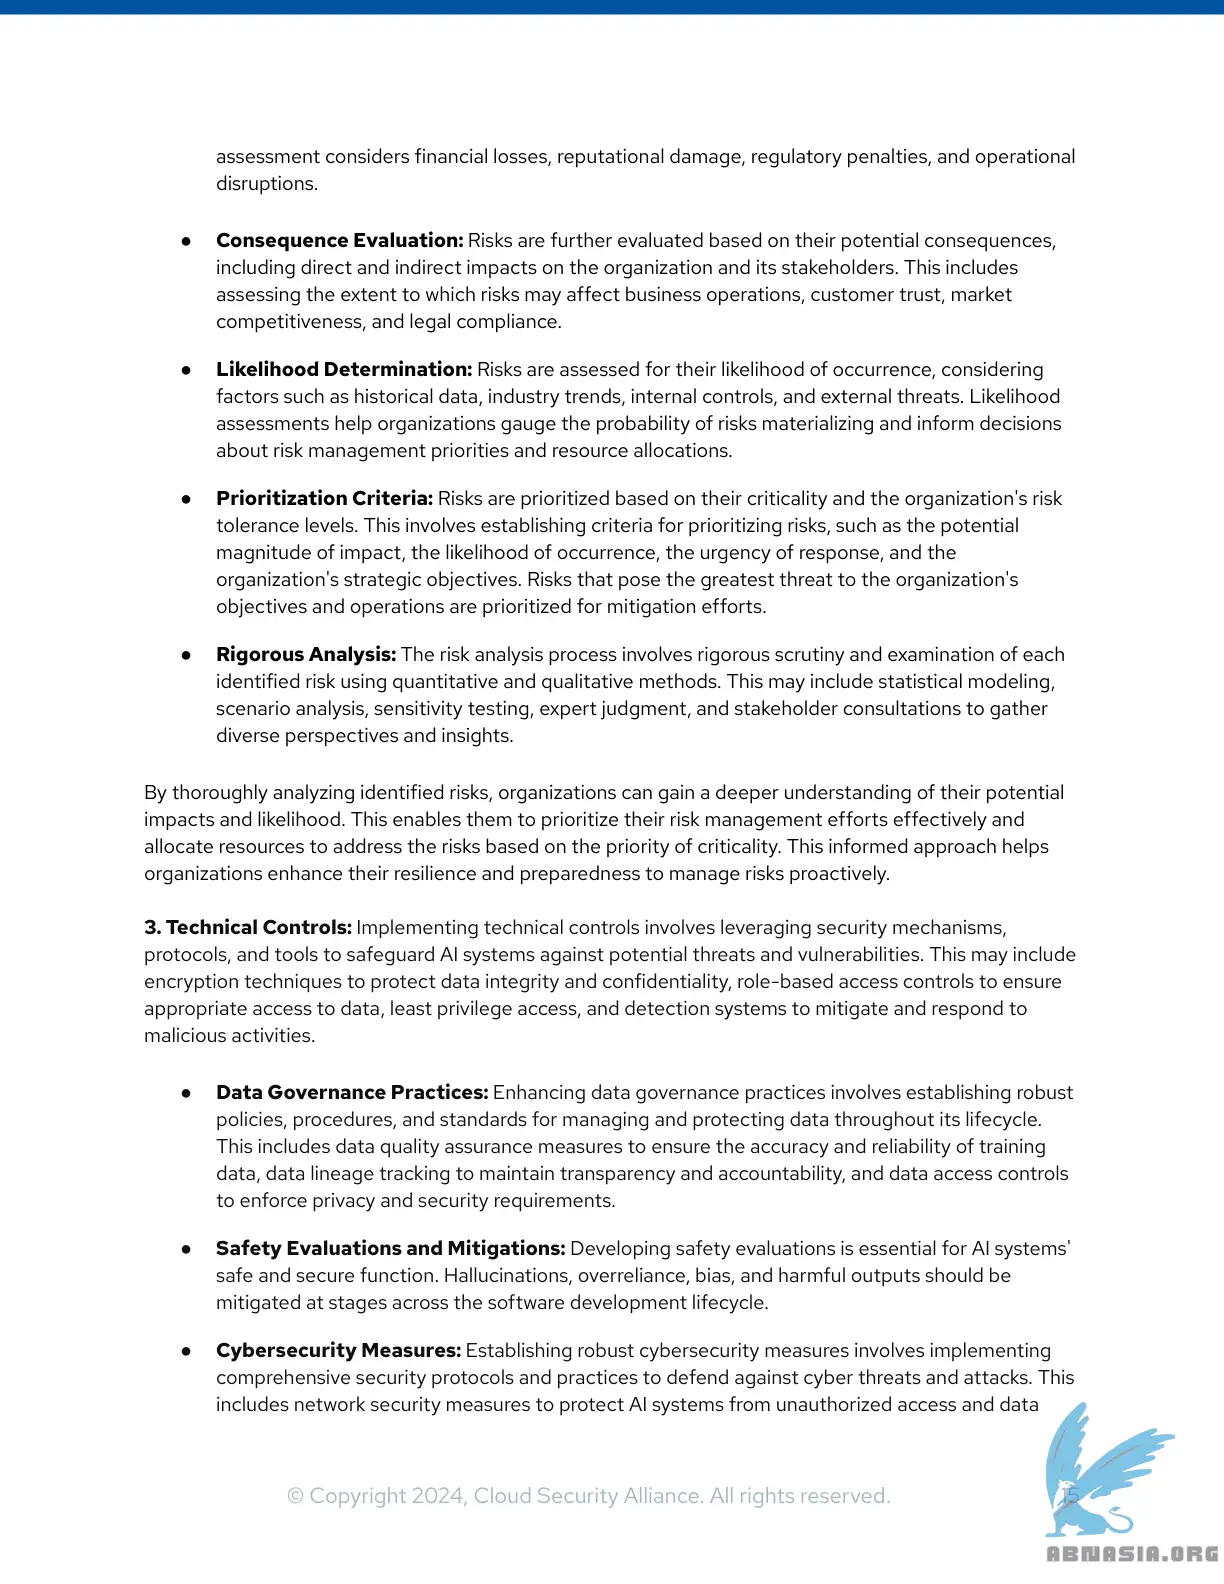 assessment considers financial losses, reputational damage, regulatory penalties, and operational
disruptions.
● Consequence Evaluation: Risks are further evaluated based on their potential consequences,
including direct and indirect impacts on the organization and its stakeholders. This includes
assessing the extent to which risks may affect business operations, customer trust, market
competitiveness, and legal compliance.
● Likelihood Determination: Risks are assessed for their likelihood of occurrence, considering
factors such as historical data, industry trends, internal controls, and external threats. Likelihood
assessments help organizations gauge the probability of risks materializing and inform decisions
about risk management priorities and resource allocations.
● Prioritization Criteria: Risks are prioritized based on their criticality and the organization's risk
tolerance levels. This involves establishing criteria for prioritizing risks, such as the potential
magnitude of impact, the likelihood of occurrence, the urgency of response, and the
organization's strategic objectives. Risks that pose the greatest threat to the organization's
objectives and operations are prioritized for mitigation efforts.
● Rigorous Analysis: The risk analysis process involves rigorous scrutiny and examination of each
identified risk using quantitative and qualitative methods. This may include statistical modeling,
scenario analysis, sensitivity testing, expert judgment, and stakeholder consultations to gather
diverse perspectives and insights.
By thoroughly analyzing identified risks, organizations can gain a deeper understanding of their potential
impacts and likelihood. This enables them to prioritize their risk management efforts effectively and
allocate resources to address the risks based on the priority of criticality. This informed approach helps
organizations enhance their resilience and preparedness to manage risks proactively.
3. Technical Controls: Implementing technical controls involves leveraging security mechanisms,
protocols, and tools to safeguard AI systems against potential threats and vulnerabilities. This may include
encryption techniques to protect data integrity and confidentiality, role-based access controls to ensure
appropriate access to data, least privilege access, and detection systems to mitigate and respond to
malicious activities.
● Data Governance Practices: Enhancing data governance practices involves establishing robust
policies, procedures, and standards for managing and protecting data throughout its lifecycle.
This includes data quality assurance measures to ensure the accuracy and reliability of training
data, data lineage tracking to maintain transparency and accountability, and data access controls
to enforce privacy and security requirements.
● Safety Evaluations and Mitigations: Developing safety evaluations is essential for AI systems'
safe and secure function. Hallucinations, overreliance, bias, and harmful outputs should be
mitigated at stages across the software development lifecycle.
● Cybersecurity Measures: Establishing robust cybersecurity measures involves implementing
comprehensive security protocols and practices to defend against cyber threats and attacks. This
includes network security measures to protect AI systems from unauthorized access and data
© Copyright 2024, Cloud Security Alliance. All rights reserved.
15
ABNASIA.ORG